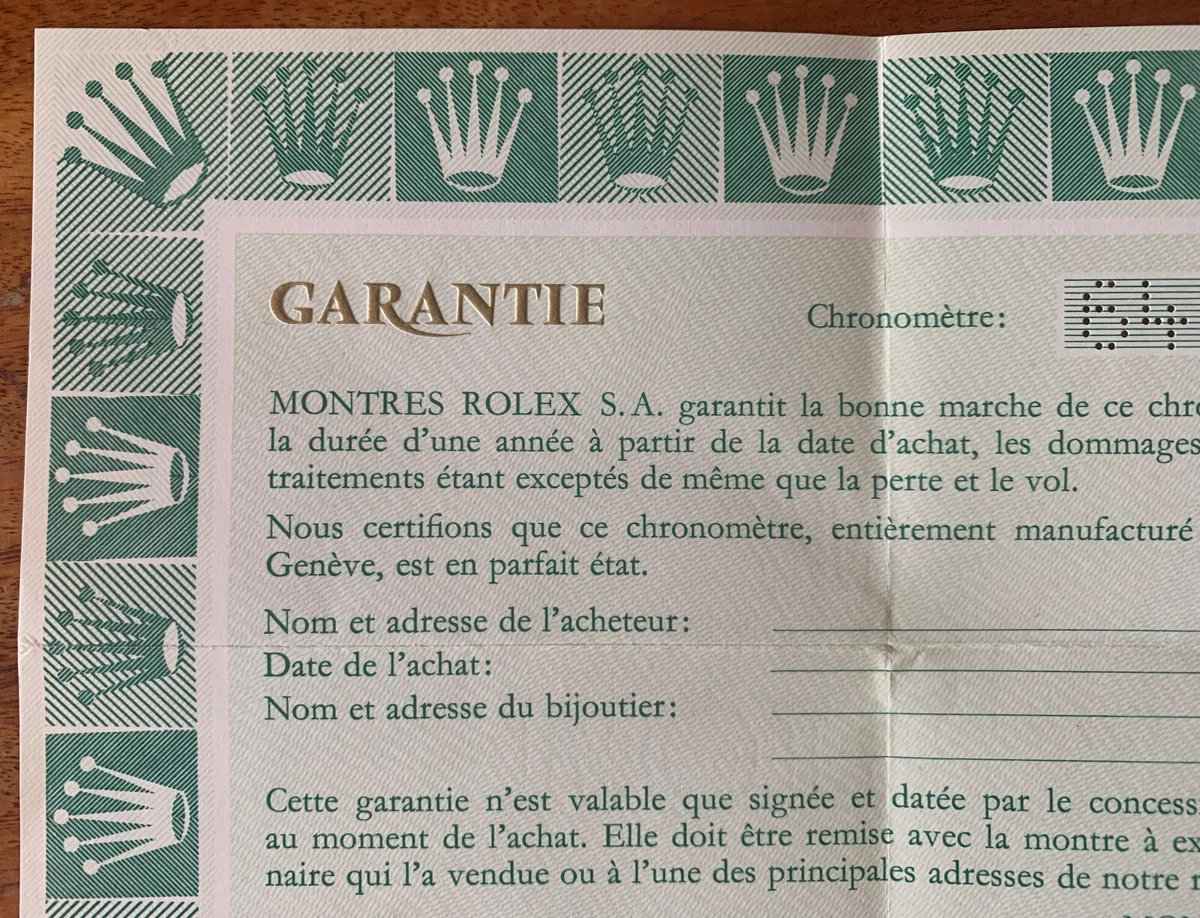 GARANTIE
Chronomètre: 64
MONTRES ROLEX S.A. garantit la bonne marche de ce chro
la durée d'une année à partir de la date d'achat, les dommages
traitements étant exceptés de même que la perte et le vol.
Nous certifions que ce chronomètre, entièrement manufacturé
Genève, est en parfait état.
Nom et adresse de l'acheteur:
Date de l'achat:
Nom et adresse du bijoutier:
Cette garantie n'est valable que signée et datée par le concess
au moment de l'achat. Elle doit être remise avec la montre à ex
naire qui l'a vendue ou à l'une des principales adresses de notre r